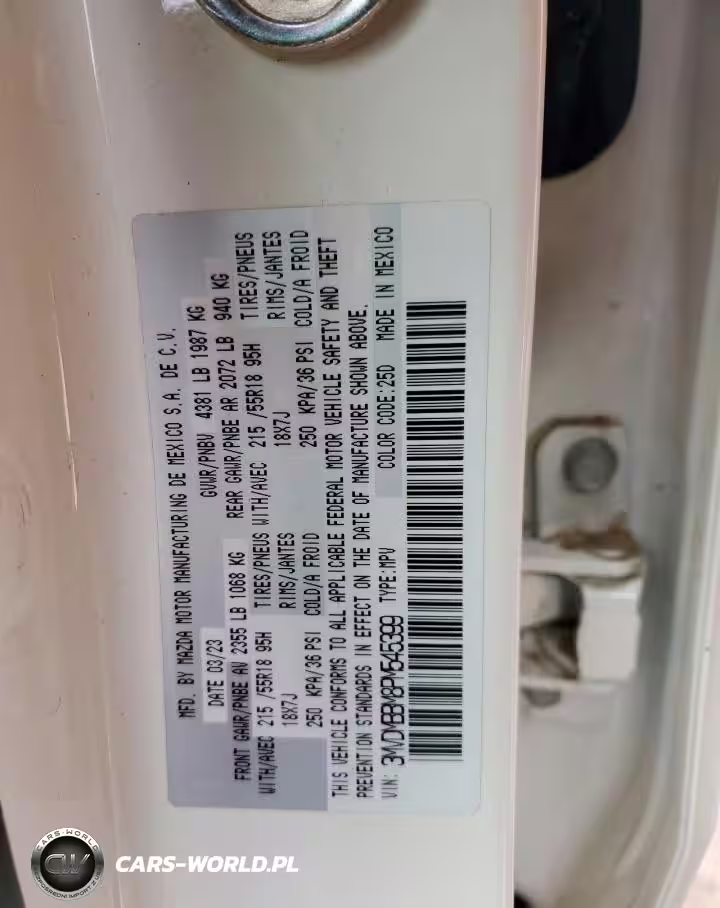 MFD. BY MAZDA MOTOR MANUFACTURING DE MEXICO S.A. DE C.V.
DATE 03/23 GVWR/PNBV 4381 LB 1987 KG
FRONT GAWR/PNBE AV 2355 LB 1068 KG REAR GAWR/PNBE AR 2072 LB 940 KG
WITH/AVEC 215 /55R18 95H TIRES/PNEUS WITH/AVEC 215 /55R18 95H TIRES/PNEUS
18X7J RIMS/JANTES 18X7J RIMS/JANTES
250 KPA/36 PSI COLD/A FROID 250 KPA/36 PSI COLD/A FROID
THIS VEHICLE CONFORMS TO ALL APPLICABLE FEDERAL MOTOR VEHICLE SAFETY AND THEFT
PREVENTION STANDARDS IN EFFECT ON THE DATE OF MANUFACTURE SHOWN ABOVE.
VIN: 3MVDMBBM8PM545399 TYPE:MPV COLOR CODE:25D MADE IN MEXICO
CARS-WORLD
CW
CARS-WORLD.PL